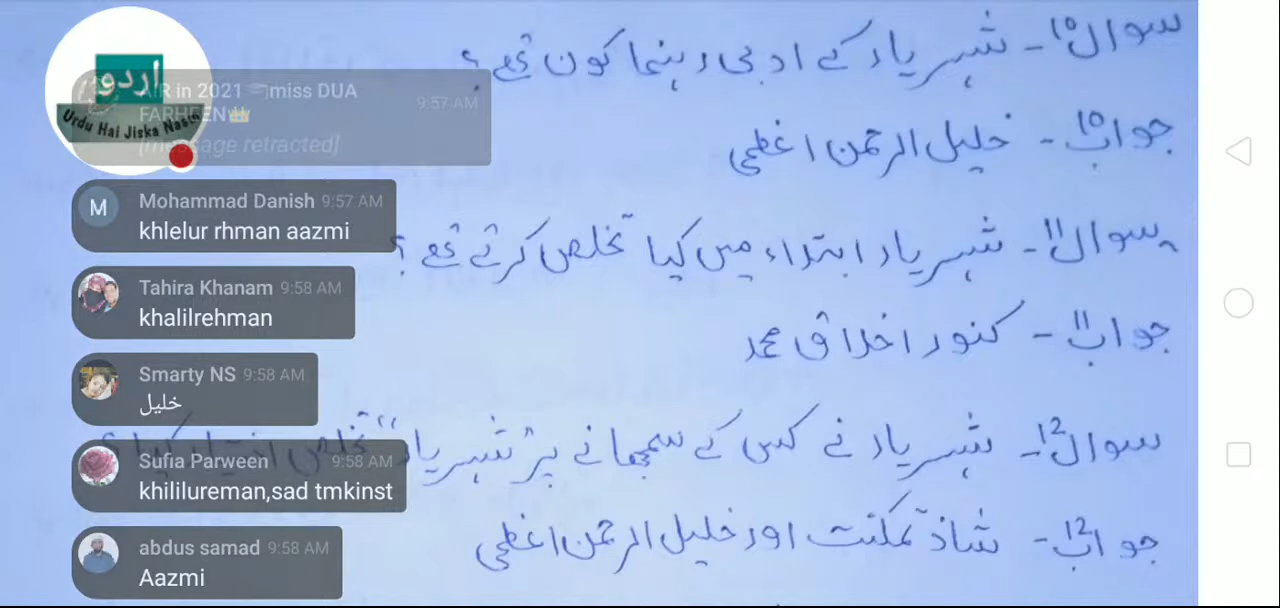 سوال ۱۰ - شہریار کے ادبی رہنما کون تھے ؟
جواب ۱۰ - خلیل الرحمن اعظمی
سوال ۱۱ - شہریار ابتداء میں کیا تخلص کرتے تھے ؟
جواب ۱۱ - کنور اخلاق محمد
سوال 12 - شہریار نے کس کے سمجھانے پر "شہریار" تخلص اختیار کیا ؟
جواب 12 - شاذ تمکنت اور خلیل الرحمن اعظمی
اردو
Urdu Hai Jiska Naam
AIR in 2021 miss DUA
FARHEEN 9:57 AM
[message retracted]
M
Mohammad Danish 9:57 AM
khlelur rhman aazmi
Tahira Khanam 9:58 AM
khalilrehman
Smarty NS 9:58 AM
خلیل
Sufia Parween 9:58 AM
khililureman,sad tmkinst
abdus samad 9:58 AM
Aazmi